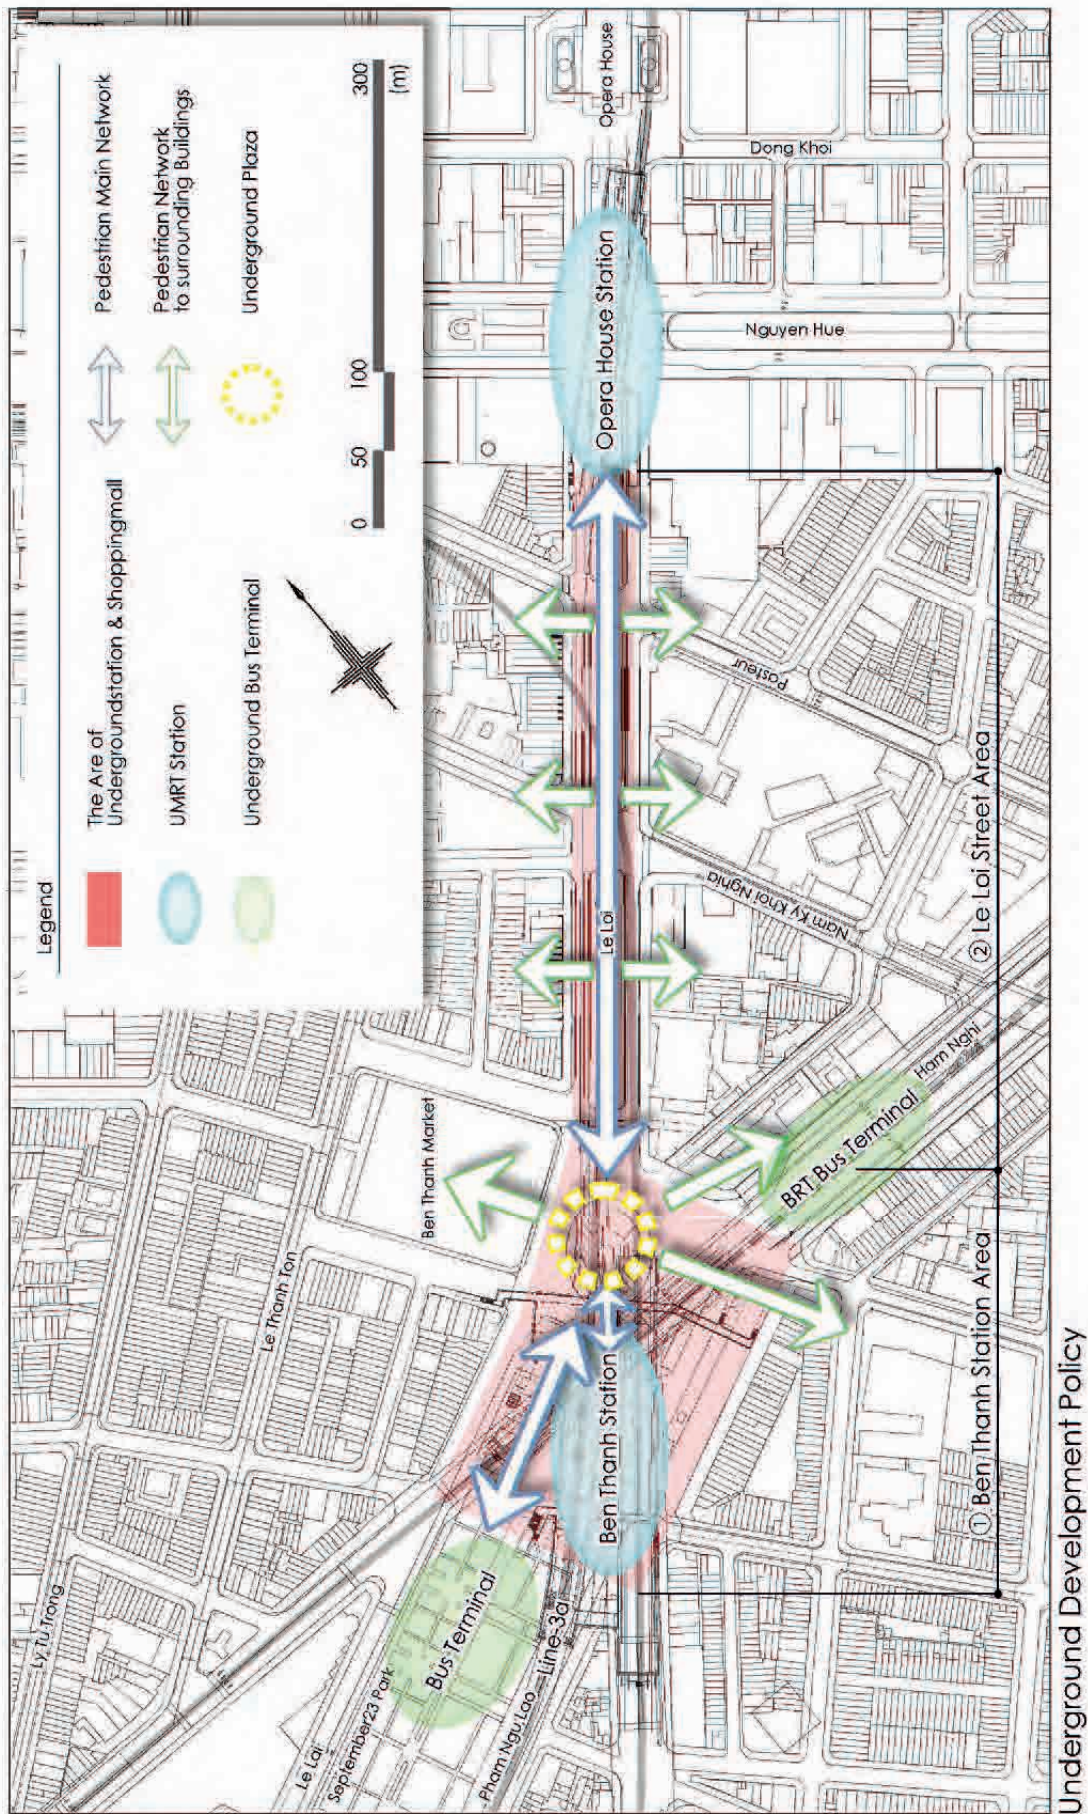 Legend
The Are of
Undergroundstation & Shoppingmall
UMRT Station
Underground Bus Terminal
Pedestrian Main Network
Pedestrian Network
to surrounding Buildings
Underground Plaza
0
50
100
300
(m)
Ly Tu Trong
Le Thanh Ton
Ben Thanh Market
Le Lai
September23 Park
Bus Terminal
Pham Ngu Lao
Line-3a
Ben Thanh Station
Le Loi
Opera House Station
Opera House
BRT Bus Terminal
Ham Nghi
Nam Ky Khoi Nghia
Pasteur
Nguyen Hue
Dong Khoi
① Ben Thanh Station Area
② Le Loi Street Area
Underground Development Policy